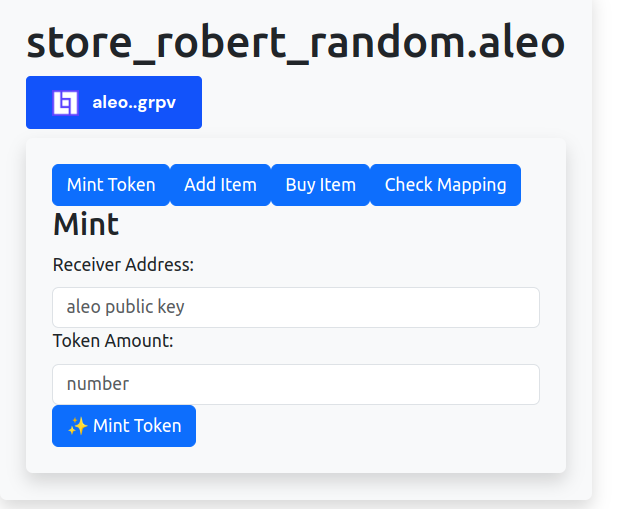 store_robert_random.aleo
aleo..grpv
Mint Token Add Item Buy Item Check Mapping
Mint
Receiver Address:
aleo public key
Token Amount:
number
✨ Mint Token